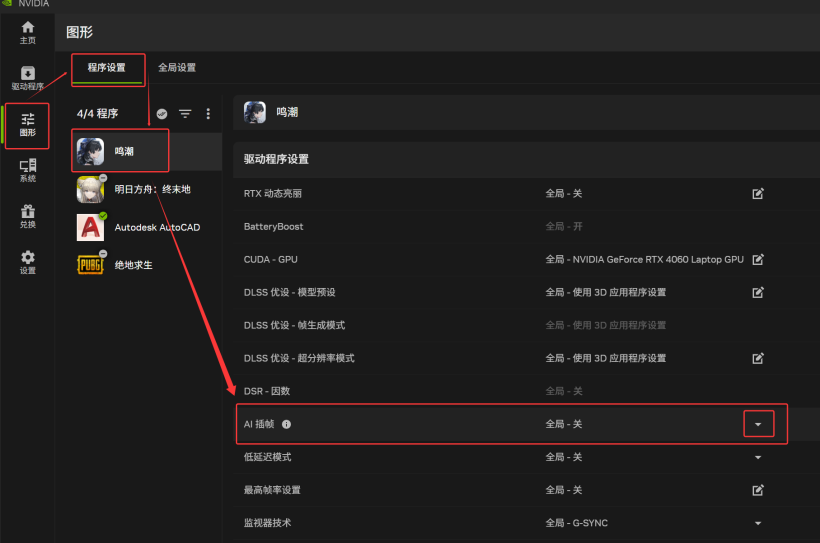 NVIDIA
主页
驱动程序
图形
系统
兑换
设置
图形
程序设置 全局设置
4/4 程序
鸣潮
明日方舟：终末地
Autodesk AutoCAD
PUBG 绝地求生
鸣潮
驱动程序设置
RTX 动态亮丽 全局 - 关
BatteryBoost 全局 - 开
CUDA - GPU 全局 - NVIDIA GeForce RTX 4060 Laptop GPU
DLSS 优设 - 模型预设 全局 - 使用 3D 应用程序设置
DLSS 优设 - 帧生成模式 全局 - 使用 3D 应用程序设置
DLSS 优设 - 超分辨率模式 全局 - 使用 3D 应用程序设置
DSR - 因数 全局 - 关
AI 插帧 全局 - 关
低延迟模式 全局 - 关
最高帧率设置 全局 - 关
监视器技术 全局 - G-SYNC